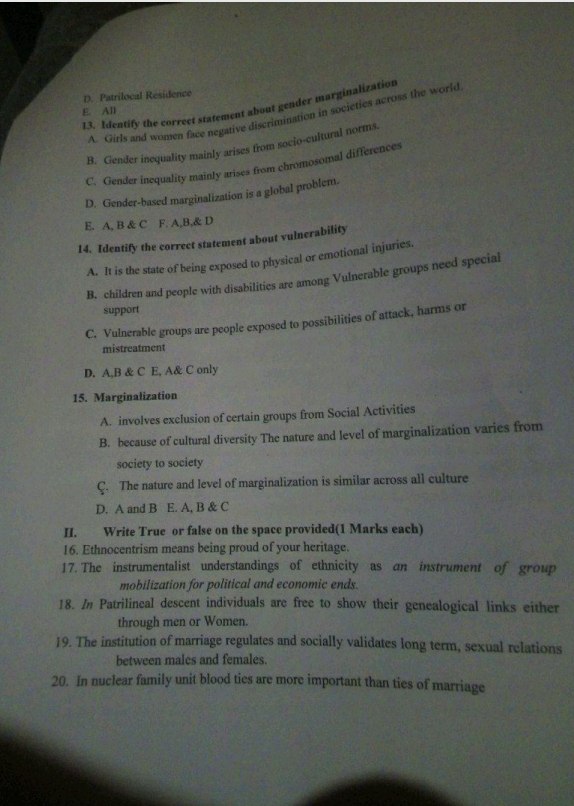 D. Patrilocal Residence
E. All
13. Identify the correct statement about gender marginalization
A. Girls and women face negative discrimination in societies across the world.
B. Gender inequality mainly arises from socio-cultural norms.
C. Gender inequality mainly arises from chromosomal differences
D. Gender-based marginalization is a global problem.
E. A, B & C F. A,B,& D
14. Identify the correct statement about vulnerability
A. It is the state of being exposed to physical or emotional injuries.
B. children and people with disabilities are among Vulnerable groups need special
support
C. Vulnerable groups are people exposed to possibilities of attack, harms or
mistreatment
D. A,B & C E, A& C only
15. Marginalization
A. involves exclusion of certain groups from Social Activities
B. because of cultural diversity The nature and level of marginalization varies from
society to society
C. The nature and level of marginalization is similar across all culture
D. A and B E. A, B & C
II. Write True or false on the space provided(1 Marks each)
16. Ethnocentrism means being proud of your heritage.
17. The instrumentalist understandings of ethnicity as an instrument of group
mobilization for political and economic ends.
18. In Patrilineal descent individuals are free to show their genealogical links either
through men or Women.
19. The institution of marriage regulates and socially validates long term, sexual relations
between males and females.
20. In nuclear family unit blood ties are more important than ties of marriage